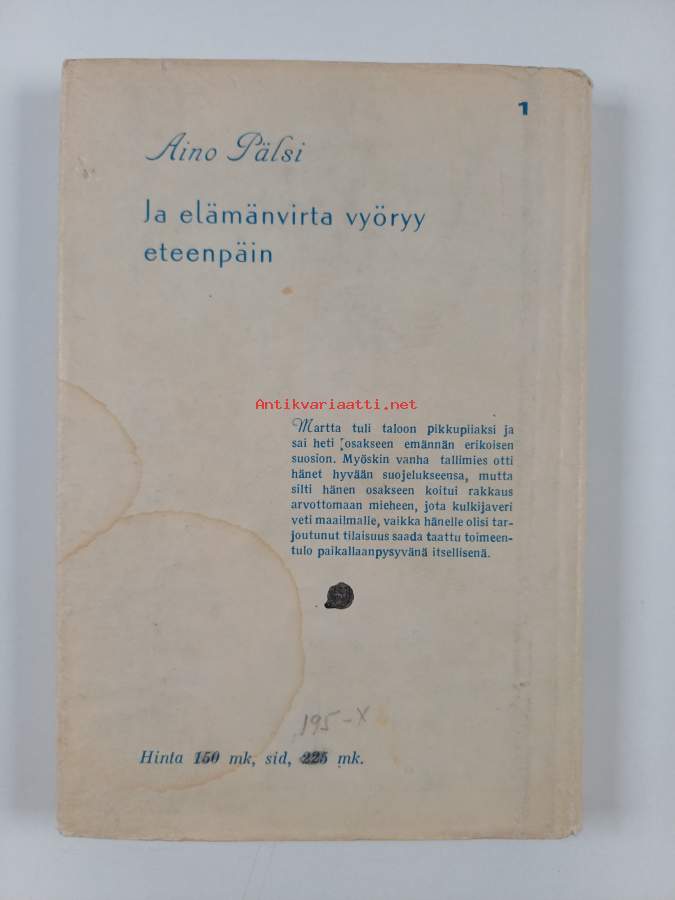 1
Aino Pälsi
Ja elämänvirta vyöryy
eteenpäin
Antikvariaatti.net
Martta tuli taloon pikkupiiaksi ja
sai heti osakseen emännän erikoisen
suosion. Myöskin vanha tallimies otti
hänet hyvään suojelukseensa, mutta
silti hänen osakseen koitui rakkaus
arvottomaan mieheen, jota kulkijaveri
veti maailmalle, vaikka hänelle olisi tar-
joutunut tilaisuus saada taattu toimeen-
tulo paikallaanpysyvänä itsellisenä.
195-x
Hinta 150 mk, sid, 225 mk.